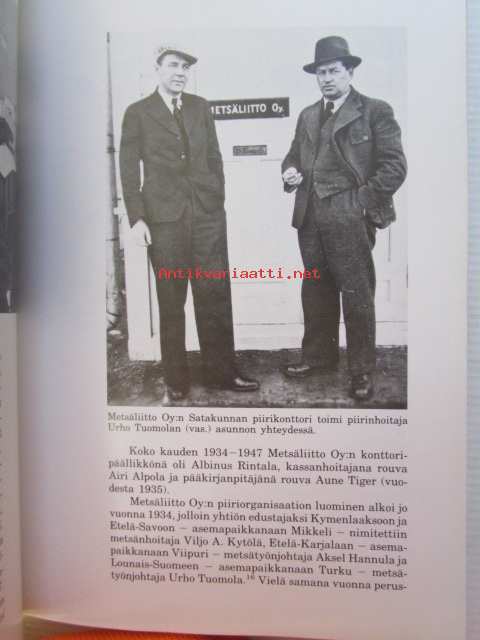 METSÄLIITTO Oy.
Antikvariaatti.net
Metsäliitto Oy:n Satakunnan piirikonttori toimi piirinhoitaja
Urho Tuomolan (vas.) asunnon yhteydessä.
Koko kauden 1934–1947 Metsäliitto Oy:n konttori-
päällikkönä oli Albinus Rintala, kassanhoitajana rouva
Airi Alpola ja pääkirjanpitäjänä rouva Aune Tiger (vuo-
desta 1935).
Metsäliitto Oy:n piiriorganisaation luominen alkoi jo
vuonna 1934, jolloin yhtiön edustajaksi Kymenlaaksoon ja
Etelä-Savoon – asemapaikkanaan Mikkeli – nimitettiin
metsänhoitaja Viljo A. Kytölä, Etelä-Karjalaan – asema-
paikkanaan Viipuri – metsätyönjohtaja Aksel Hannula ja
Lounais-Suomeen – asemapaikkanaan Turku – metsä-
työnjohtaja Urho Tuomola.¹⁶ Vielä samana vuonna perus-